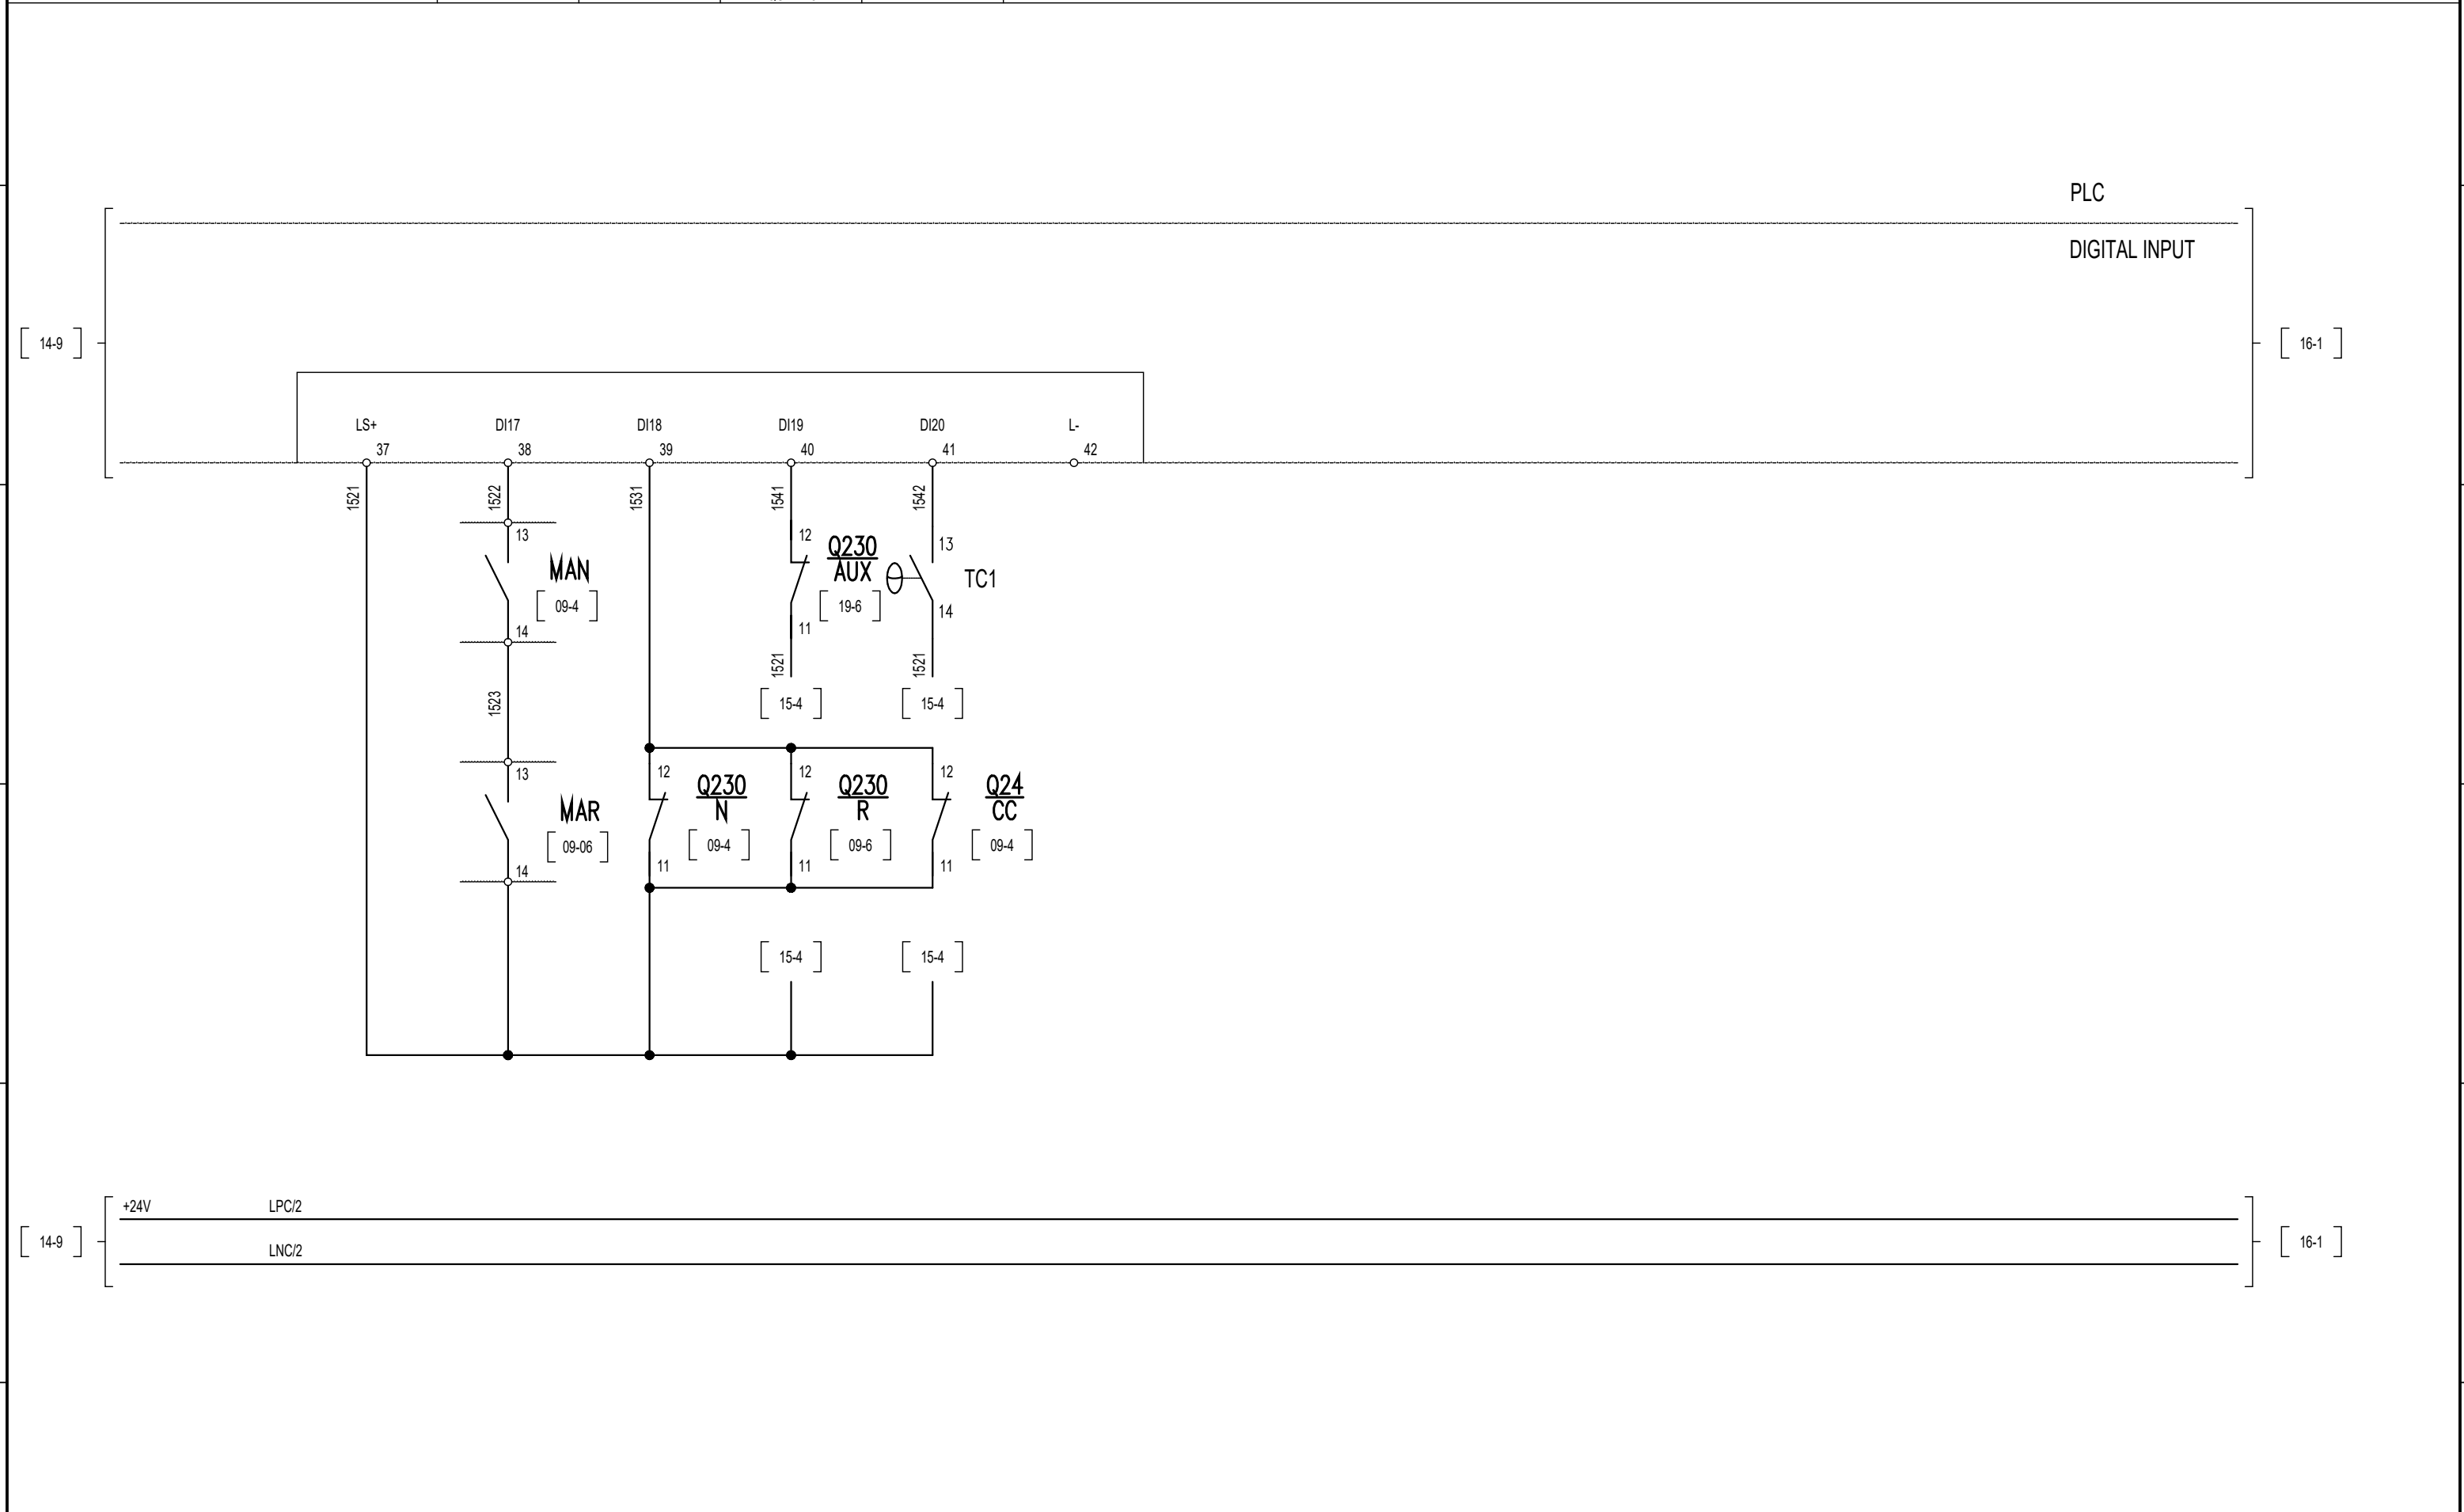 PLC
DIGITAL INPUT
14-9
16-1
LS+ DI17 DI18 DI19 DI20 L-
37 38 39 40 41 42
1521 1522 1531 1541 1542
13 12 Q230 13
MAN AUX TC1
09-4 19-6 14
14 11
1523 1521 1521
15-4 15-4
13 12 Q230 12 Q230 12 Q24
MAR N R CC
09-06 09-4 09-6 09-4
14 11 11 11
15-4 15-4
+24V LPC/2
14-9 LNC/2 16-1